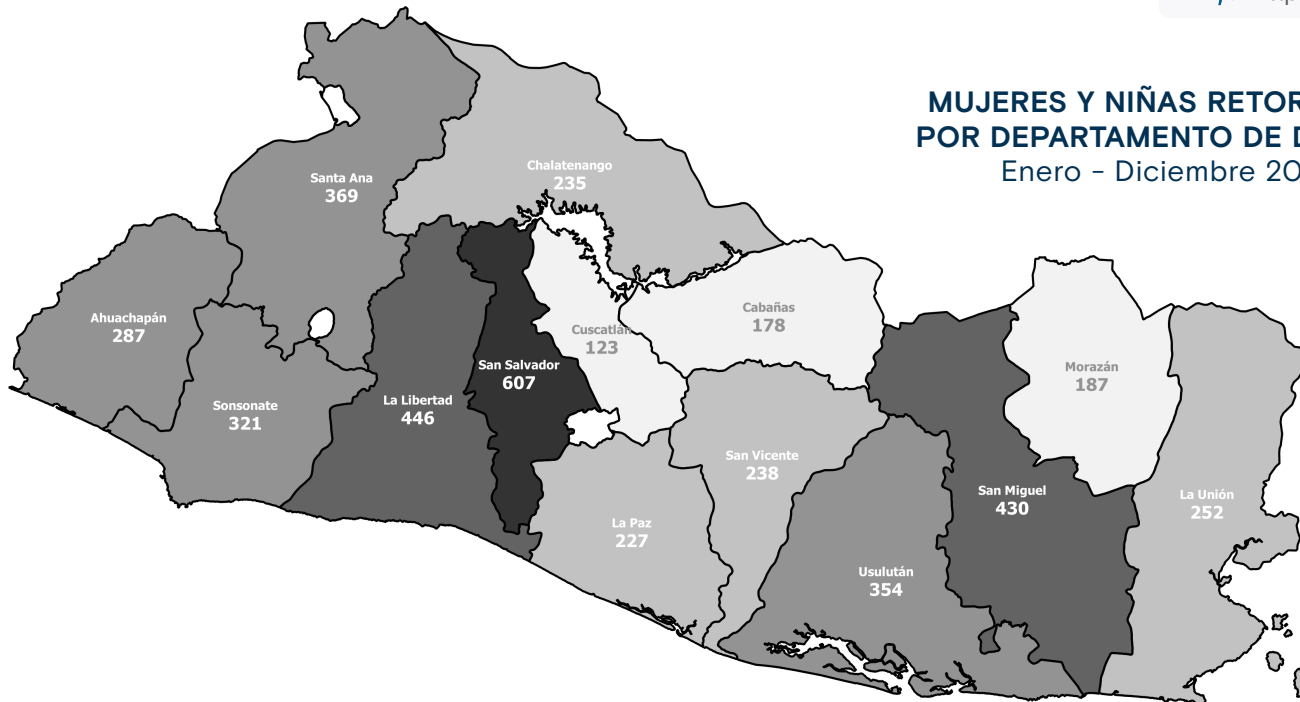 MUJERES Y NIÑAS
POR DEPARTAMENTO DE
Enero - Diciembre
Chalatenango
235
Santa Ana
369
Ahuachapán
287
Sonsonate
321
La Libertad
446
San Salvador
607
Cuscatlán
123
Cabañas
178
Morazán
187
San Vicente
238
San Miguel
430
La Unión
252
La Paz
227
Usulután
354